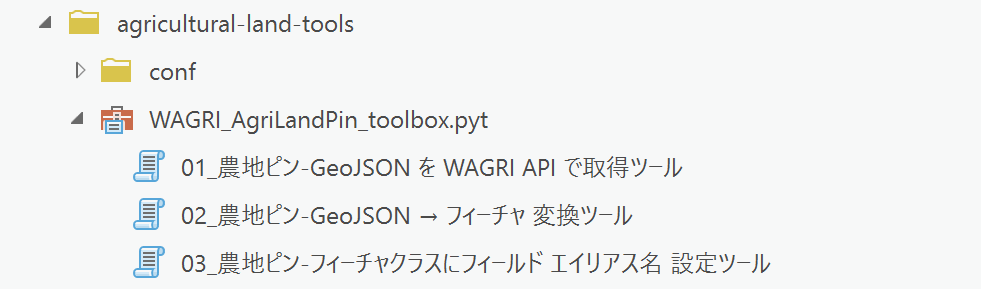 agricultural-land-tools
conf
WAGRI_AgriLandPin_toolbox.pyt
01_農地ピン-GeoJSON を WAGRI API で取得ツール
02_農地ピン-GeoJSON → フィーチャ 変換ツール
03_農地ピン-フィーチャクラスにフィールド エイリアス名 設定ツール